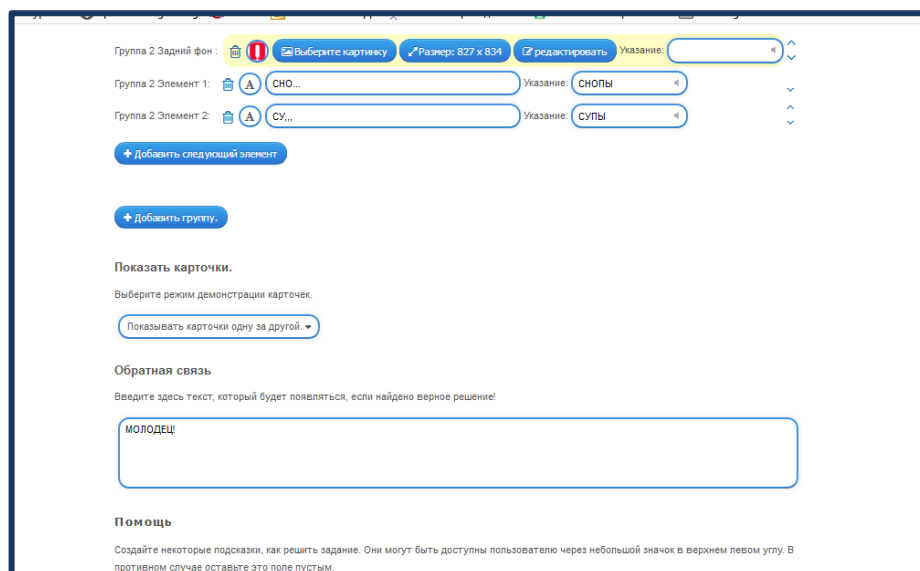 Группа 2 Задний фон : Выберите картинку Размер: 827 x 834 редактировать Указание:
Группа 2 Элемент 1: A СНО... Указание: СНОПЫ
Группа 2 Элемент 2: A СУ,,, Указание: СУПЫ
+ Добавить следующий элемент
+ Добавить группу.
Показать карточки.
Выберите режим демонстрации карточек.
Показывать карточки одну за другой.
Обратная связь
Введите здесь текст, который будет появляться, если найдено верное решение!
МОЛОДЕЦ!
Помощь
Создайте некоторые подсказки, как решить задание. Они могут быть доступны пользователю через небольшой значок в верхнем левом углу. В
противном случае оставьте это поле пустым.